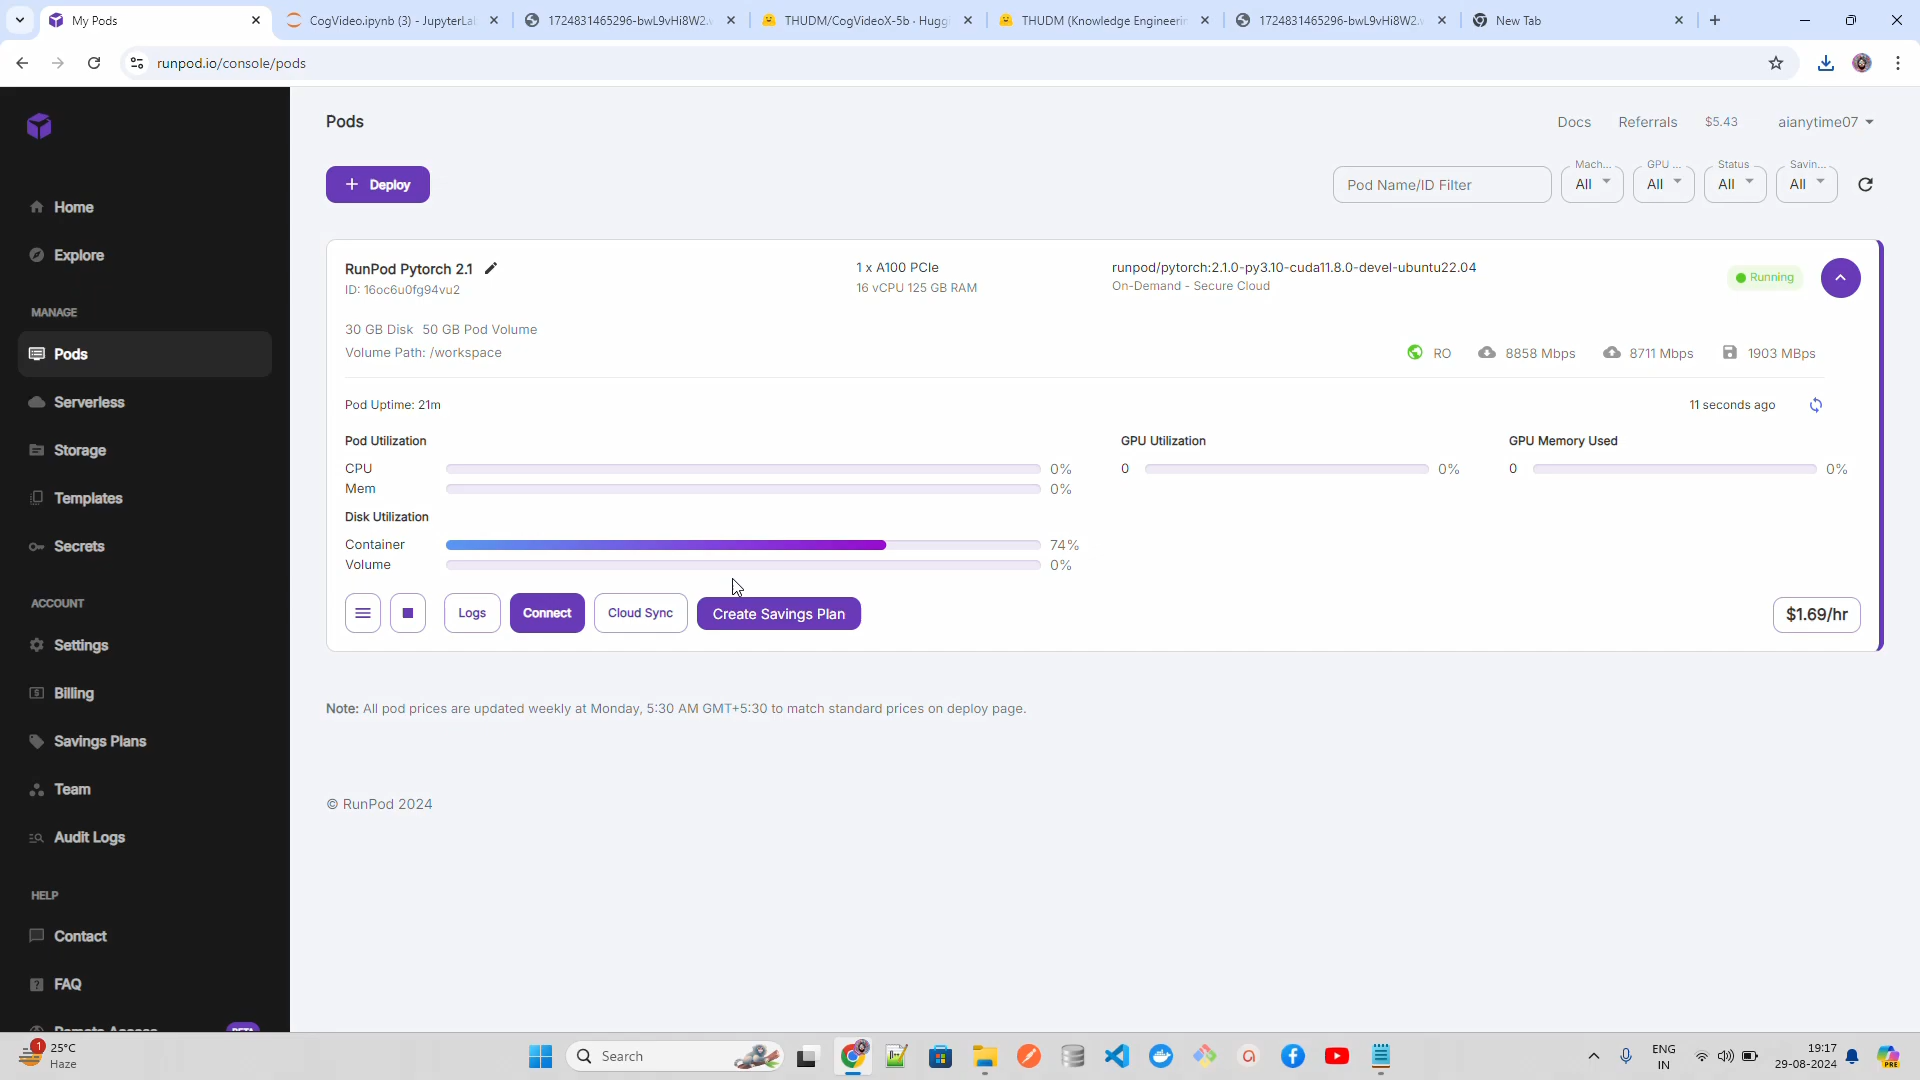 My Pods
CogVideo.ipynb (3) - JupyterLa
1724831465296-bwL9vHi8W2.
THUDM/CogVideoX-5b · Hugg
THUDM (Knowledge Engineerin
1724831465296-bwL9vHi8W2.
New Tab
runpod.io/console/pods
Pods
Docs
Referrals
$5.43
aianytime07
+ Deploy
Pod Name/ID Filter
Mach...
All
GPU ...
All
Status
All
Savin...
All
Home
Explore
MANAGE
Pods
Serverless
Storage
Templates
Secrets
ACCOUNT
Settings
Billing
Savings Plans
Team
Audit Logs
HELP
Contact
FAQ
Remote Access
BETA
RunPod Pytorch 2.1
ID: 16oc6u0fg94vu2
1 x A100 PCIe
16 vCPU 125 GB RAM
runpod/pytorch:2.1.0-py3.10-cuda11.8.0-devel-ubuntu22.04
On-Demand - Secure Cloud
Running
30 GB Disk 50 GB Pod Volume
Volume Path: /workspace
RO
8858 Mbps
8711 Mbps
1903 MBps
Pod Uptime: 21m
11 seconds ago
Pod Utilization
CPU 0%
Mem 0%
GPU Utilization
0 0%
GPU Memory Used
0 0%
Disk Utilization
Container 74%
Volume 0%
Logs
Connect
Cloud Sync
Create Savings Plan
$1.69/hr
Note: All pod prices are updated weekly at Monday, 5:30 AM GMT+5:30 to match standard prices on deploy page.
© RunPod 2024
1
25°C
Haze
Search
ENG
IN
19:17
29-08-2024
PRE